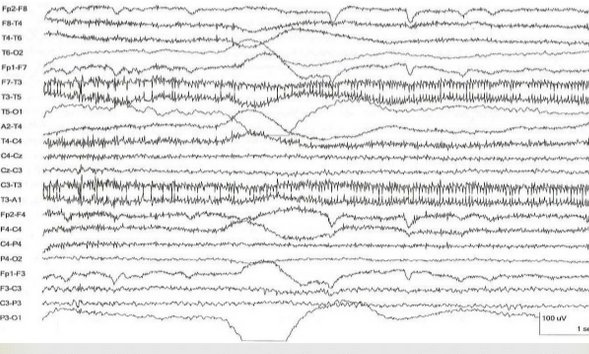 Fp2-F8
F8-T4
T4-T6
T6-O2
Fp1-F7
F7-T3
T3-T5
T5-O1
A2-T4
T4-C4
C4-Cz
Cz-C3
C3-T3
T3-A1
Fp2-F4
F4-C4
C4-P4
P4-O2
Fp1-F3
F3-C3
C3-P3
P3-O1
100 uV
1 se